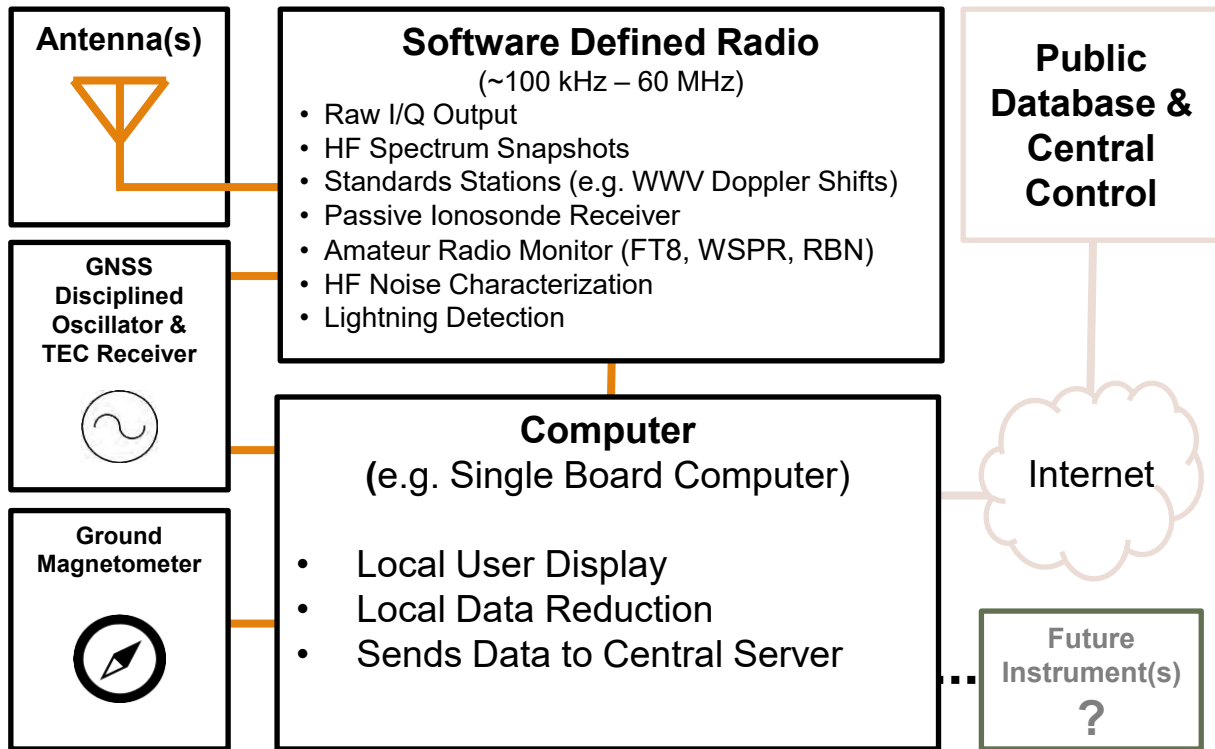 Antenna(s)
Software Defined Radio
(~100 kHz – 60 MHz)
• Raw I/Q Output
• HF Spectrum Snapshots
• Standards Stations (e.g. WWV Doppler Shifts)
• Passive Ionosonde Receiver
• Amateur Radio Monitor (FT8, WSPR, RBN)
• HF Noise Characterization
• Lightning Detection
Public
Database &
Central
Control
GNSS
Disciplined
Oscillator &
TEC Receiver
Computer
(e.g. Single Board Computer)
• Local User Display
• Local Data Reduction
• Sends Data to Central Server
Internet
Ground
Magnetometer
Future
Instrument(s)
?